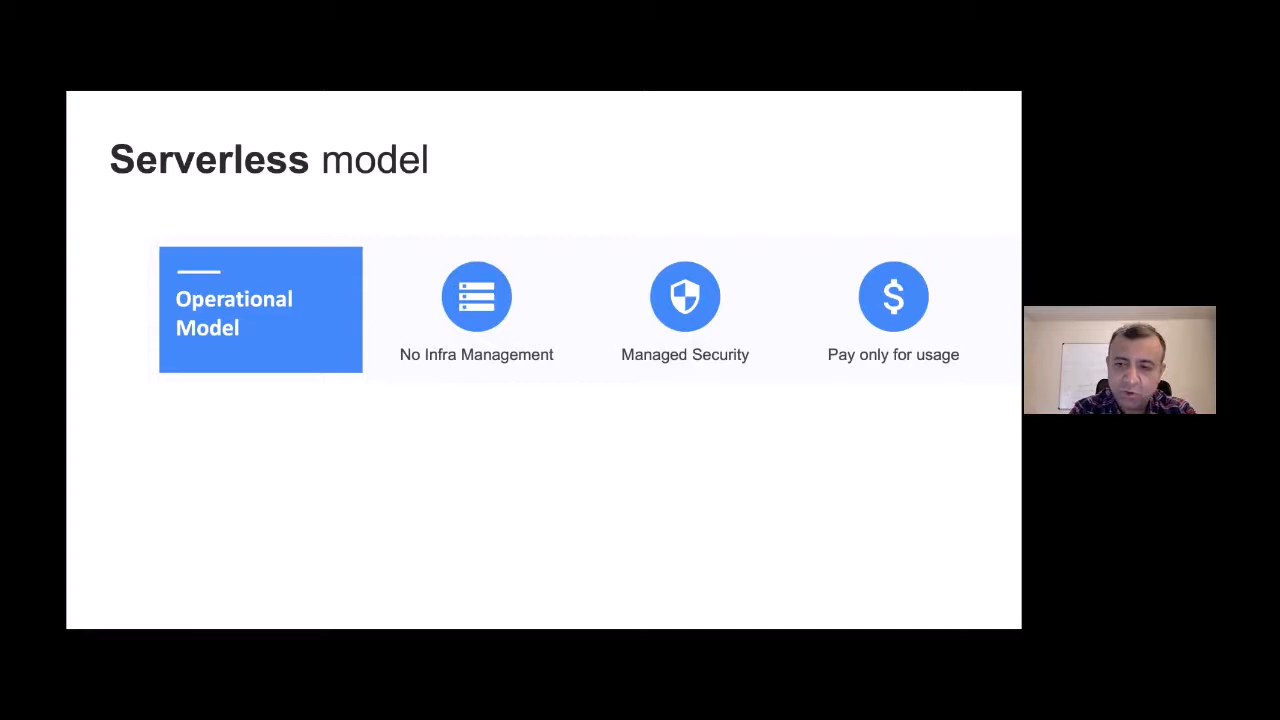 Serverless model
Operational
Model
No Infra Management
Managed Security
Pay only for usage